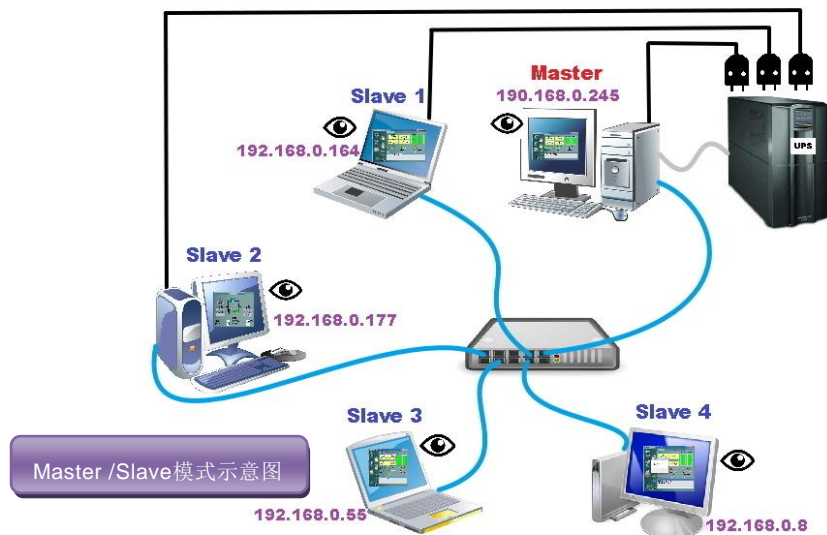 Master
190.168.0.245
Slave 1
192.168.0.164
UPS
Slave 2
192.168.0.177
Slave 3
192.168.0.55
Slave 4
192.168.0.8
Master /Slave模式示意图